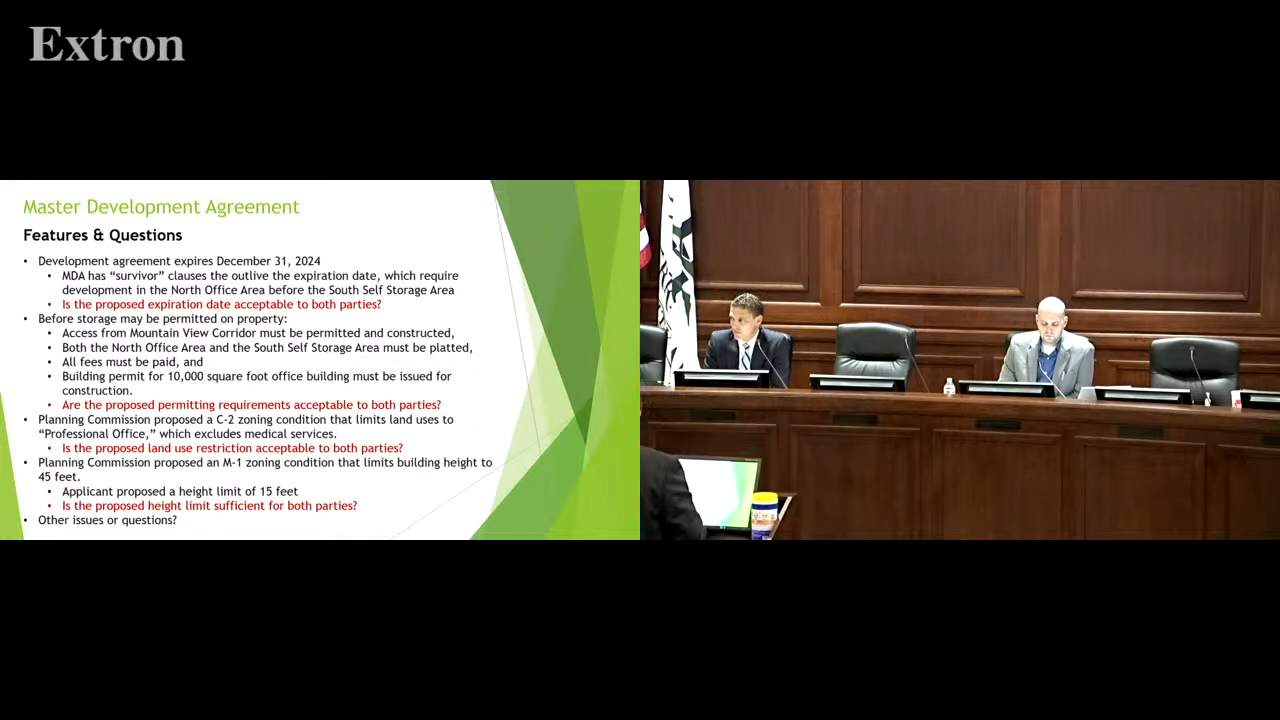 Extron
Master Development Agreement
Features & Questions
• Development agreement expires December 31, 2024
• MDA has “survivor” clauses the outlive the expiration date, which require
development in the North Office Area before the South Self Storage Area
• Is the proposed expiration date acceptable to both parties?
• Before storage may be permitted on property:
• Access from Mountain View Corridor must be permitted and constructed,
• Both the North Office Area and the South Self Storage Area must be platted,
• All fees must be paid, and
• Building permit for 10,000 square foot office building must be issued for
construction.
• Are the proposed permitting requirements acceptable to both parties?
• Planning Commission proposed a C-2 zoning condition that limits land uses to
“Professional Office,” which excludes medical services.
• Is the proposed land use restriction acceptable to both parties?
• Planning Commission proposed an M-1 zoning condition that limits building height to
45 feet.
• Applicant proposed a height limit of 15 feet
• Is the proposed height limit sufficient for both parties?
• Other issues or questions?